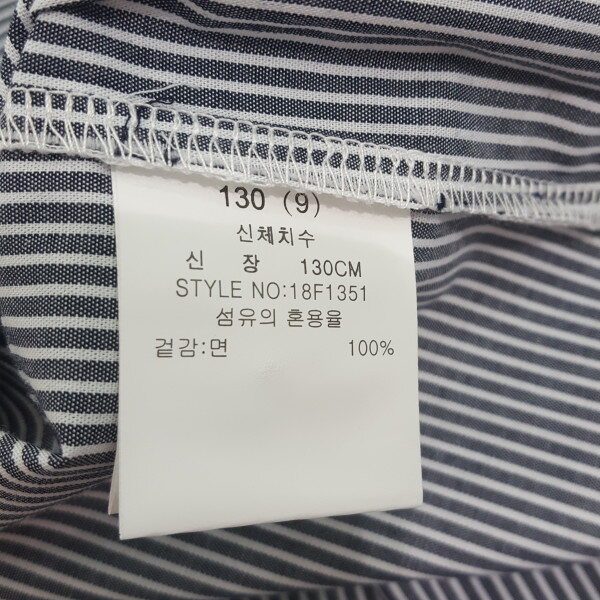 130 (9)
신체치수
신 장 130CM
STYLE NO:18F1351
섬유의 혼용율
겉감:면 100%